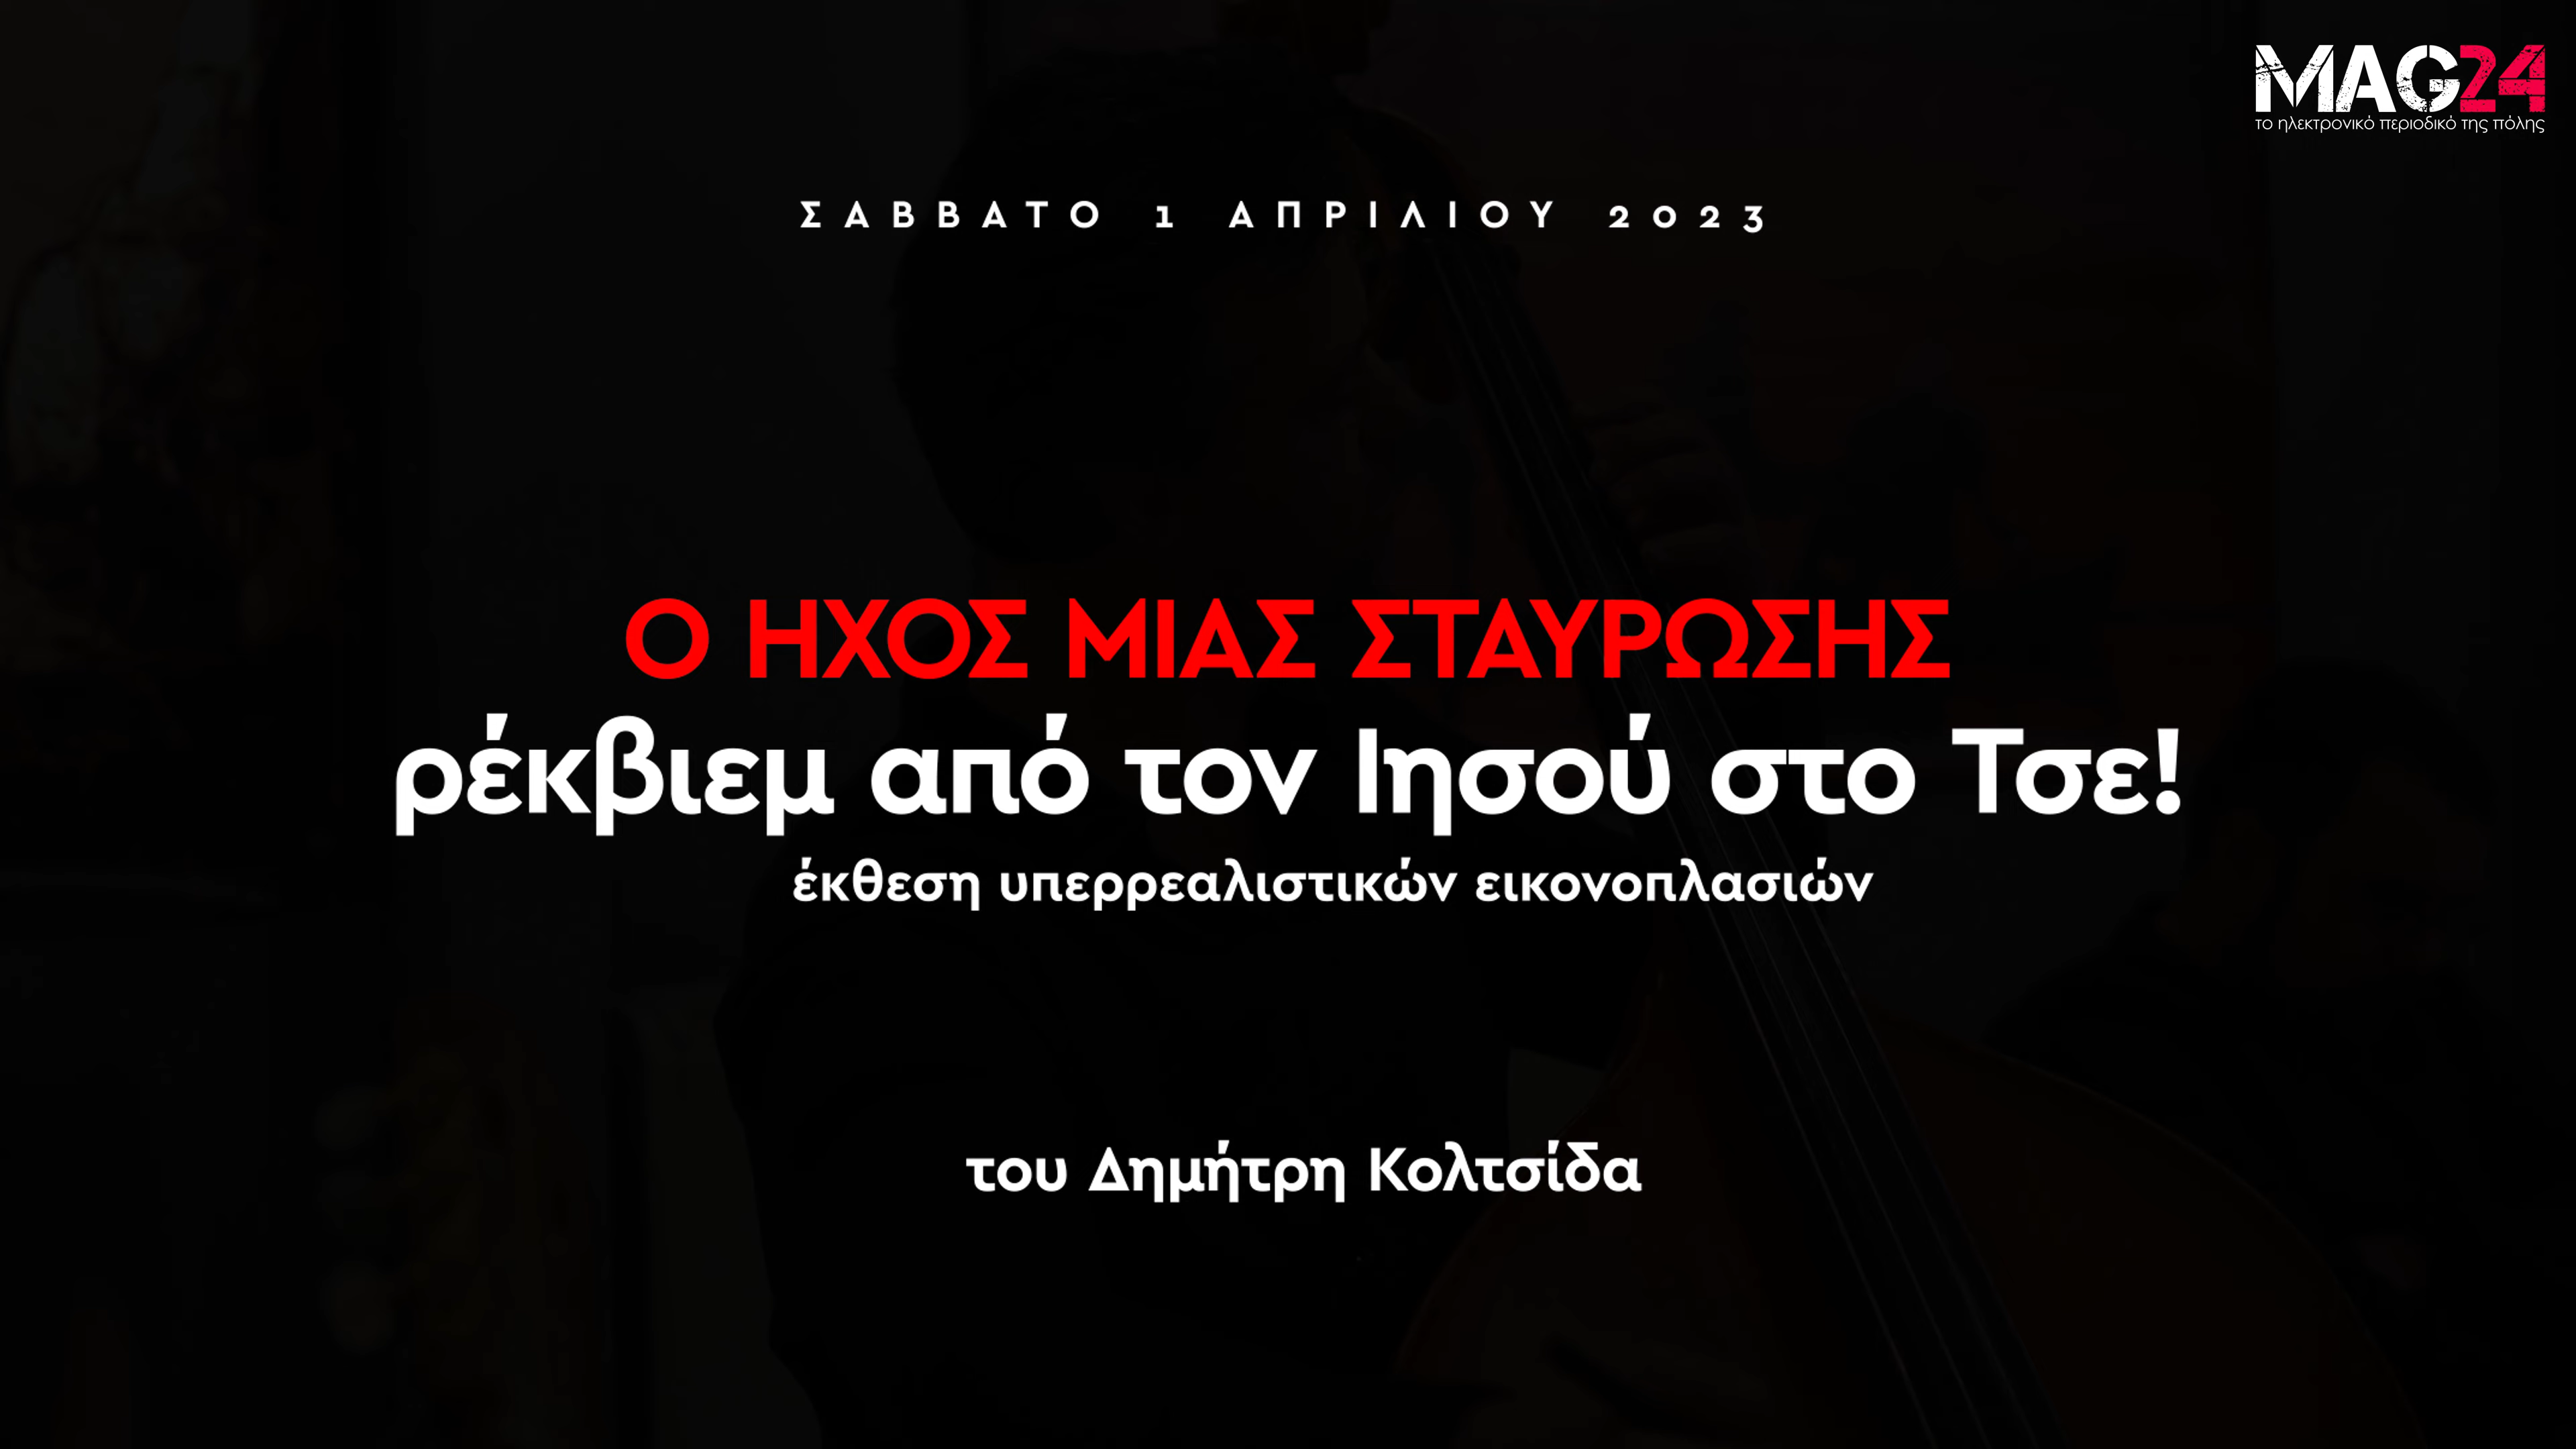 MAG24
το ηλεκτρονικό περιοδικό της πόλης
ΣΑΒΒΑΤΟ 1 ΑΠΡΙΛΙΟΥ 2023
Ο ΗΧΟΣ ΜΙΑΣ ΣΤΑΥΡΩΣΗΣ
ρέκβιεμ από τον Ιησού στο Τσε!
έκθεση υπερρεαλιστικών εικονοπλασιών
του Δημήτρη Κολτσίδα